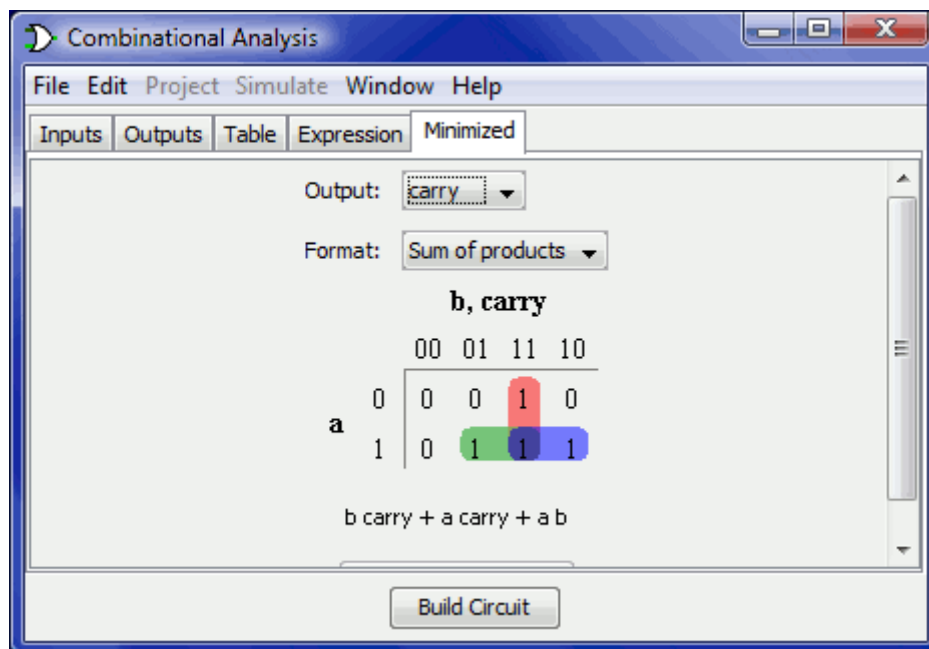 Combinational Analysis
File Edit Project Simulate Window Help
Inputs Outputs Table Expression Minimized
Output: carry
Format: Sum of products
b, carry
00 01 11 10
0 0 0 1 0
a
1 0 1 1 1
b carry + a carry + a b
Build Circuit